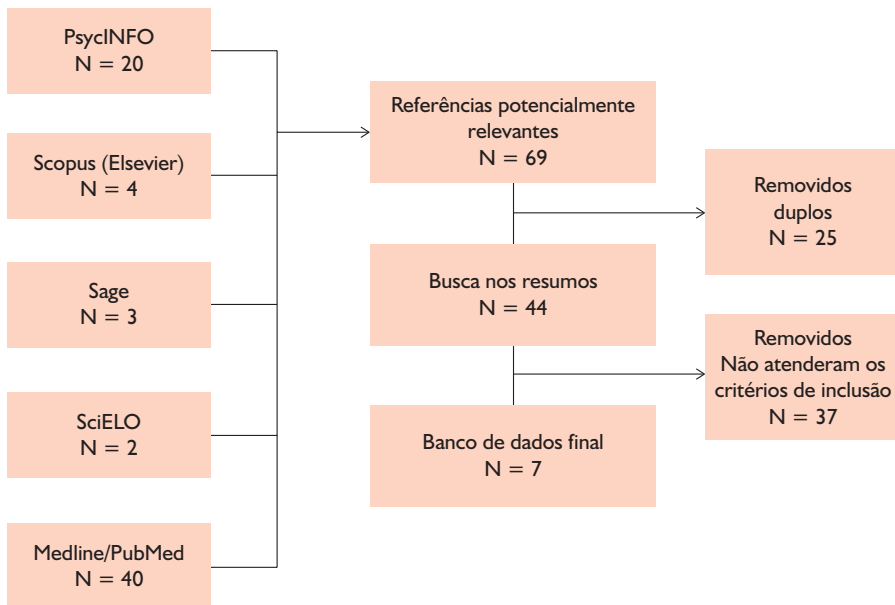 PsycINFO
N = 20
Scopus (Elsevier)
N = 4
Sage
N = 3
SciELO
N = 2
Medline/PubMed
N = 40
Referências potencialmente
relevantes
N = 69
Removidos
duplos
N = 25
Busca nos resumos
N = 44
Removidos
Não atenderam os
critérios de inclusão
N = 37
Banco de dados final
N = 7